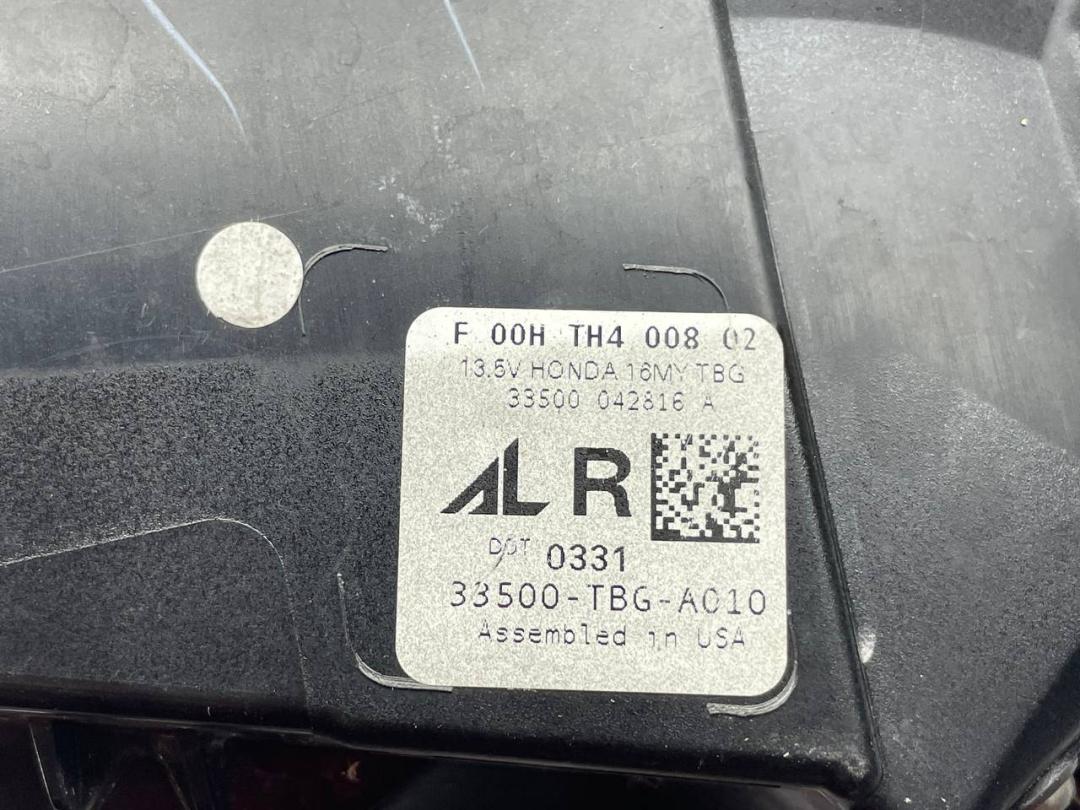 F 00H TH4 008 02
13.5V HONDA 16MY TBG
33500 042816 A
AL R
DOT 0331
33500-TBG-A010
Assembled in USA